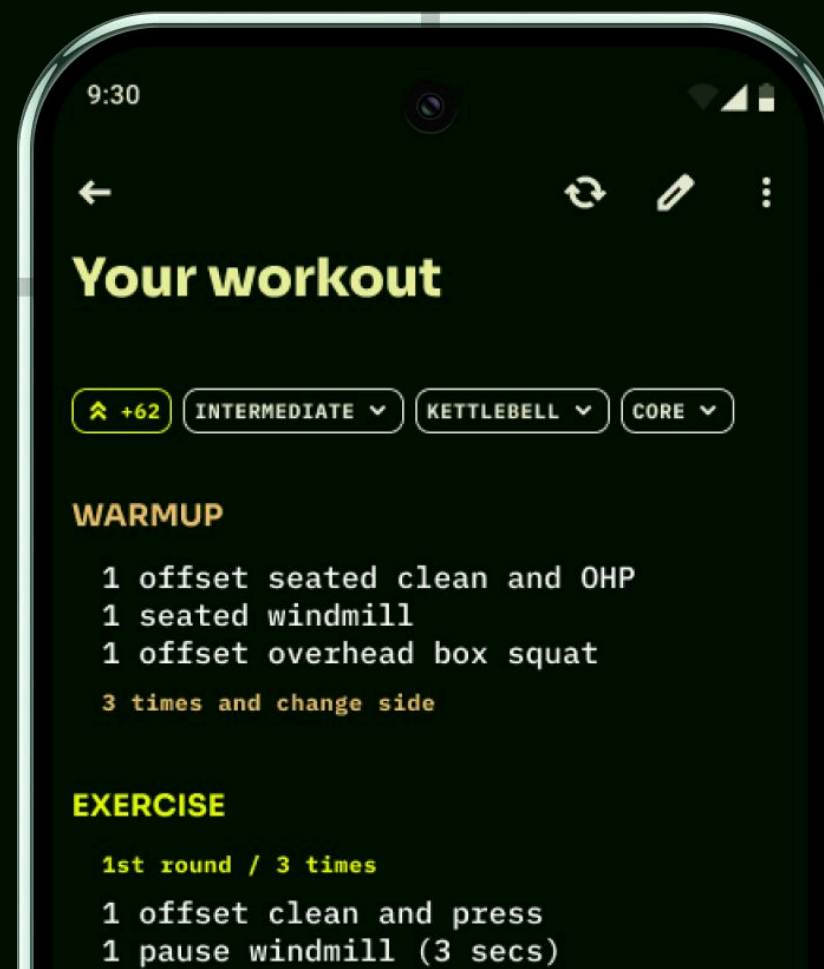 9:30
Your workout
+62 INTERMEDIATE KETTLEBELL CORE
WARMUP
1 offset seated clean and OHP
1 seated windmill
1 offset overhead box squat
3 times and change side
EXERCISE
1st round / 3 times
1 offset clean and press
1 pause windmill (3 secs)